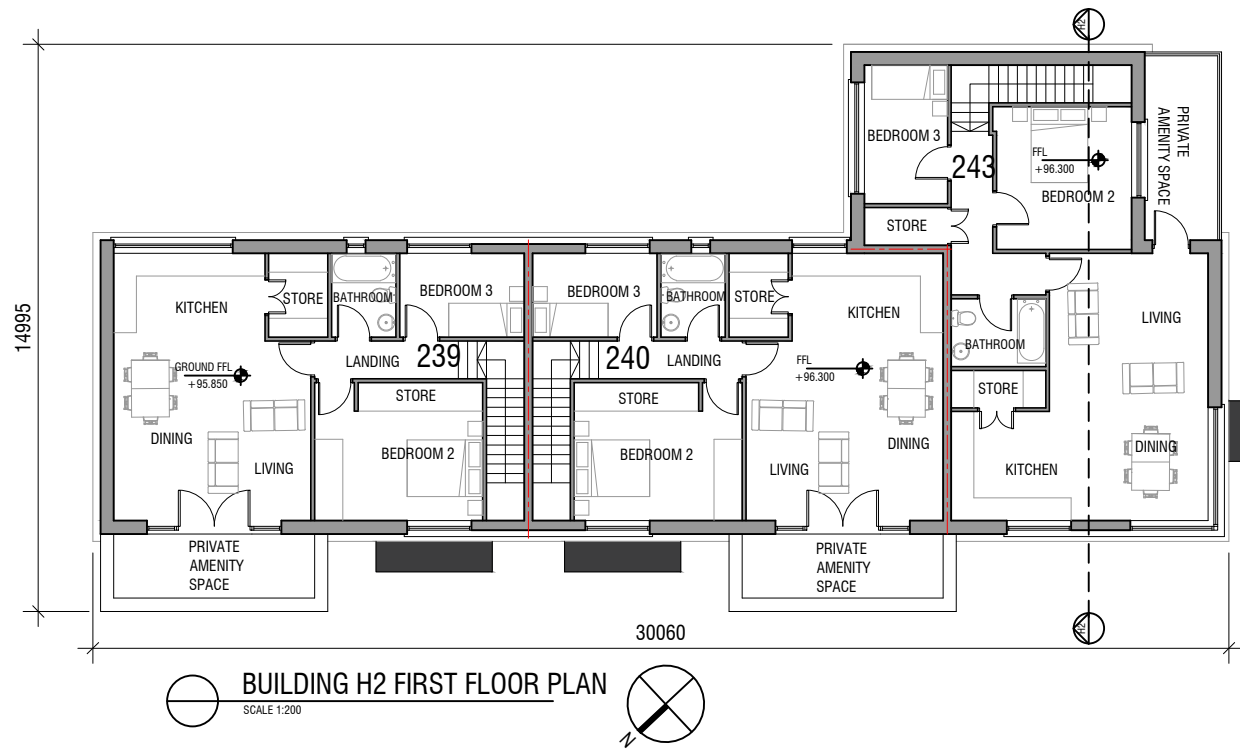 H2
BEDROOM 3
243
FFL
+96.300
BEDROOM 2
PRIVATE
AMENITY SPACE
STORE
KITCHEN
STORE
BATHROOM
BEDROOM 3
BEDROOM 3
BATHROOM
STORE
KITCHEN
LIVING
14995
GROUND FFL
+95.850
LANDING
239
240
LANDING
FFL
+96.300
BATHROOM
STORE
STORE
STORE
DINING
LIVING
BEDROOM 2
BEDROOM 2
LIVING
DINING
KITCHEN
DINING
PRIVATE
AMENITY
SPACE
PRIVATE
AMENITY
SPACE
H2
30060
BUILDING H2 FIRST FLOOR PLAN
SCALE 1:200
N